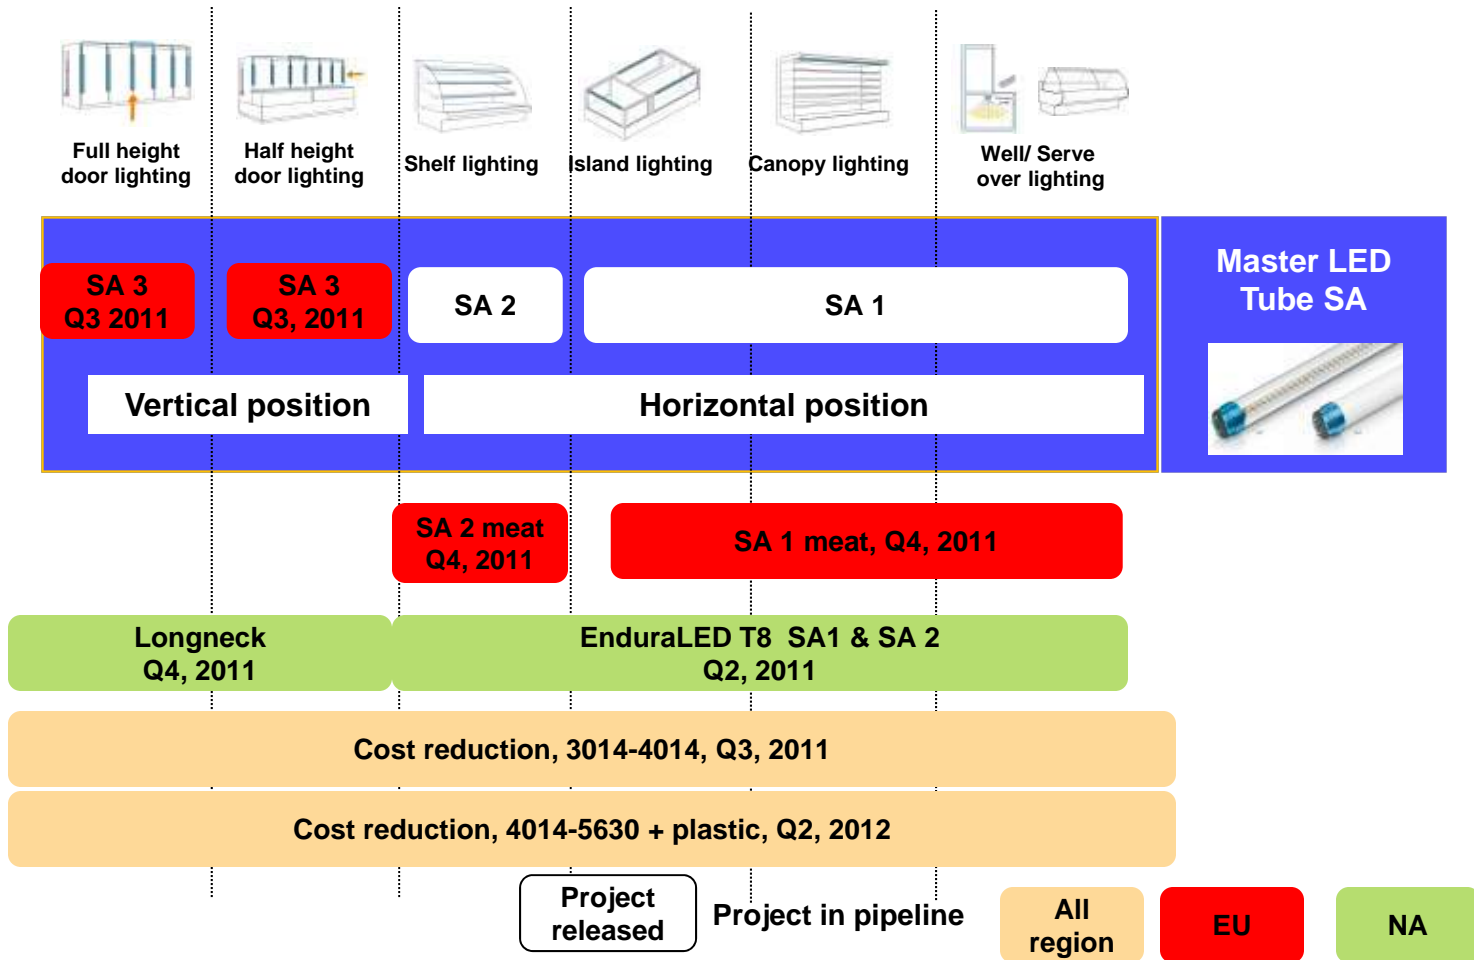 Full height
door lighting
Half height
door lighting
Shelf lighting
Island lighting
Canopy lighting
Well/ Serve
over lighting
SA 3
Q3 2011
SA 3
Q3, 2011
SA 2
SA 1
Master LED
Tube SA
Vertical position
Horizontal position
SA 2 meat
Q4, 2011
SA 1 meat, Q4, 2011
Longneck
Q4, 2011
EnduraLED T8 SA1 & SA 2
Q2, 2011
Cost reduction, 3014-4014, Q3, 2011
Cost reduction, 4014-5630 + plastic, Q2, 2012
Project
released
Project in pipeline
All
region
EU
NA